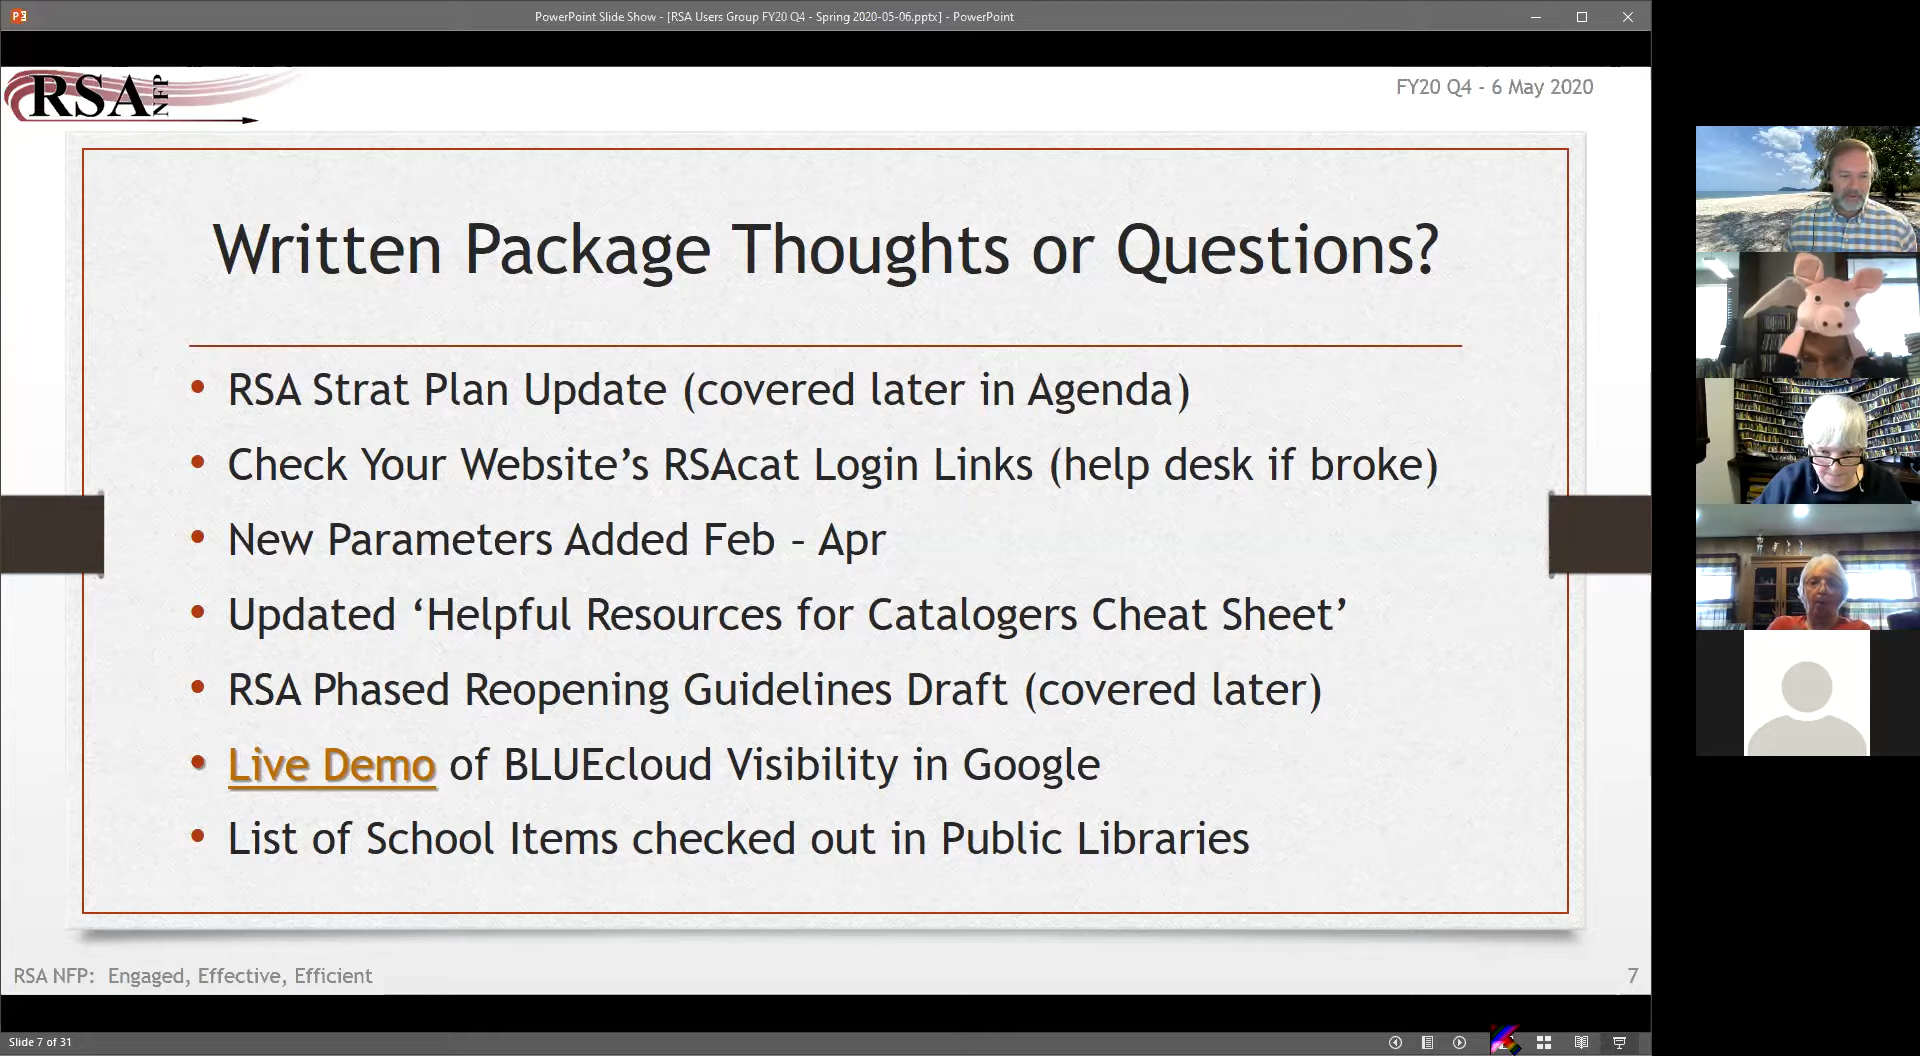 PowerPoint Slide Show - [RSA Users Group FY20 Q4 - Spring 2020-05-06.pptx] - PowerPoint
RSA NFP
FY20 Q4 - 6 May 2020
Written Package Thoughts or Questions?
• RSA Strat Plan Update (covered later in Agenda)
• Check Your Website’s RSAcat Login Links (help desk if broke)
• New Parameters Added Feb – Apr
• Updated ‘Helpful Resources for Catalogers Cheat Sheet’
• RSA Phased Reopening Guidelines Draft (covered later)
• Live Demo of BLUEcloud Visibility in Google
• List of School Items checked out in Public Libraries
RSA NFP: Engaged, Effective, Efficient
7
Slide 7 of 31